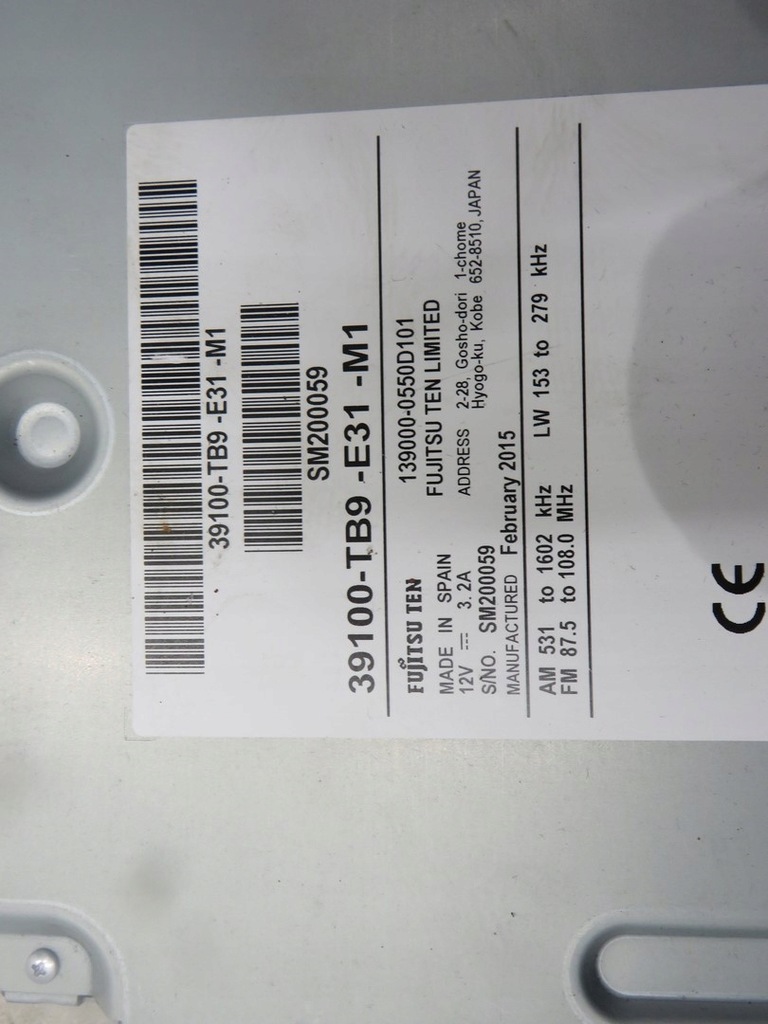 39100-TB9 -E31 -M1
SM200059
39100-TB9 -E31 -M1
FUJITSU TEN 139000-0550D101
FUJITSU TEN LIMITED
MADE IN SPAIN
12V ⎓ 3. 2A ADDRESS 2-28, Gosho-dori 1-chome
Hyogo-ku, Kobe 652-8510, JAPAN
S/NO. SM200059
MANUFACTURED February 2015
AM 531 to 1602 kHz LW 153 to 279 kHz
FM 87.5 to 108.0 MHz
CE